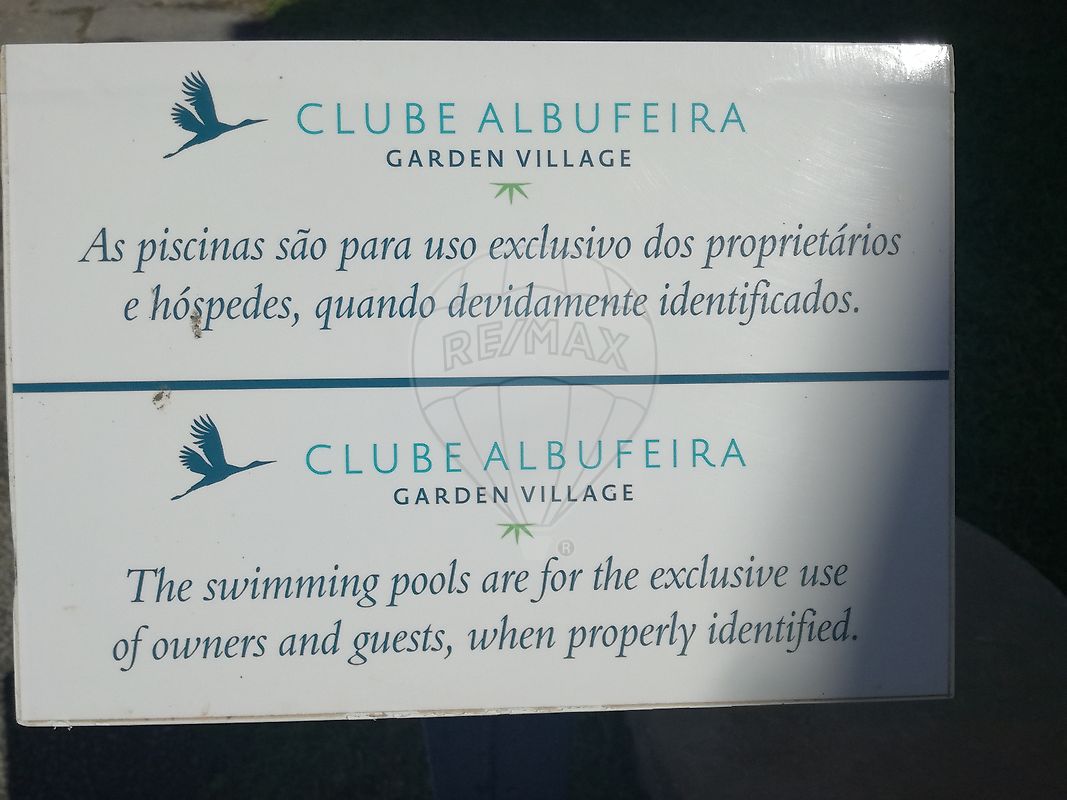 CLUBE ALBUFEIRA
GARDEN VILLAGE
As piscinas são para uso exclusivo dos proprietários
e hóspedes, quando devidamente identificados.
RE/MAX
CLUBE ALBUFEIRA
GARDEN VILLAGE
®
The swimming pools are for the exclusive use
of owners and guests, when properly identified.